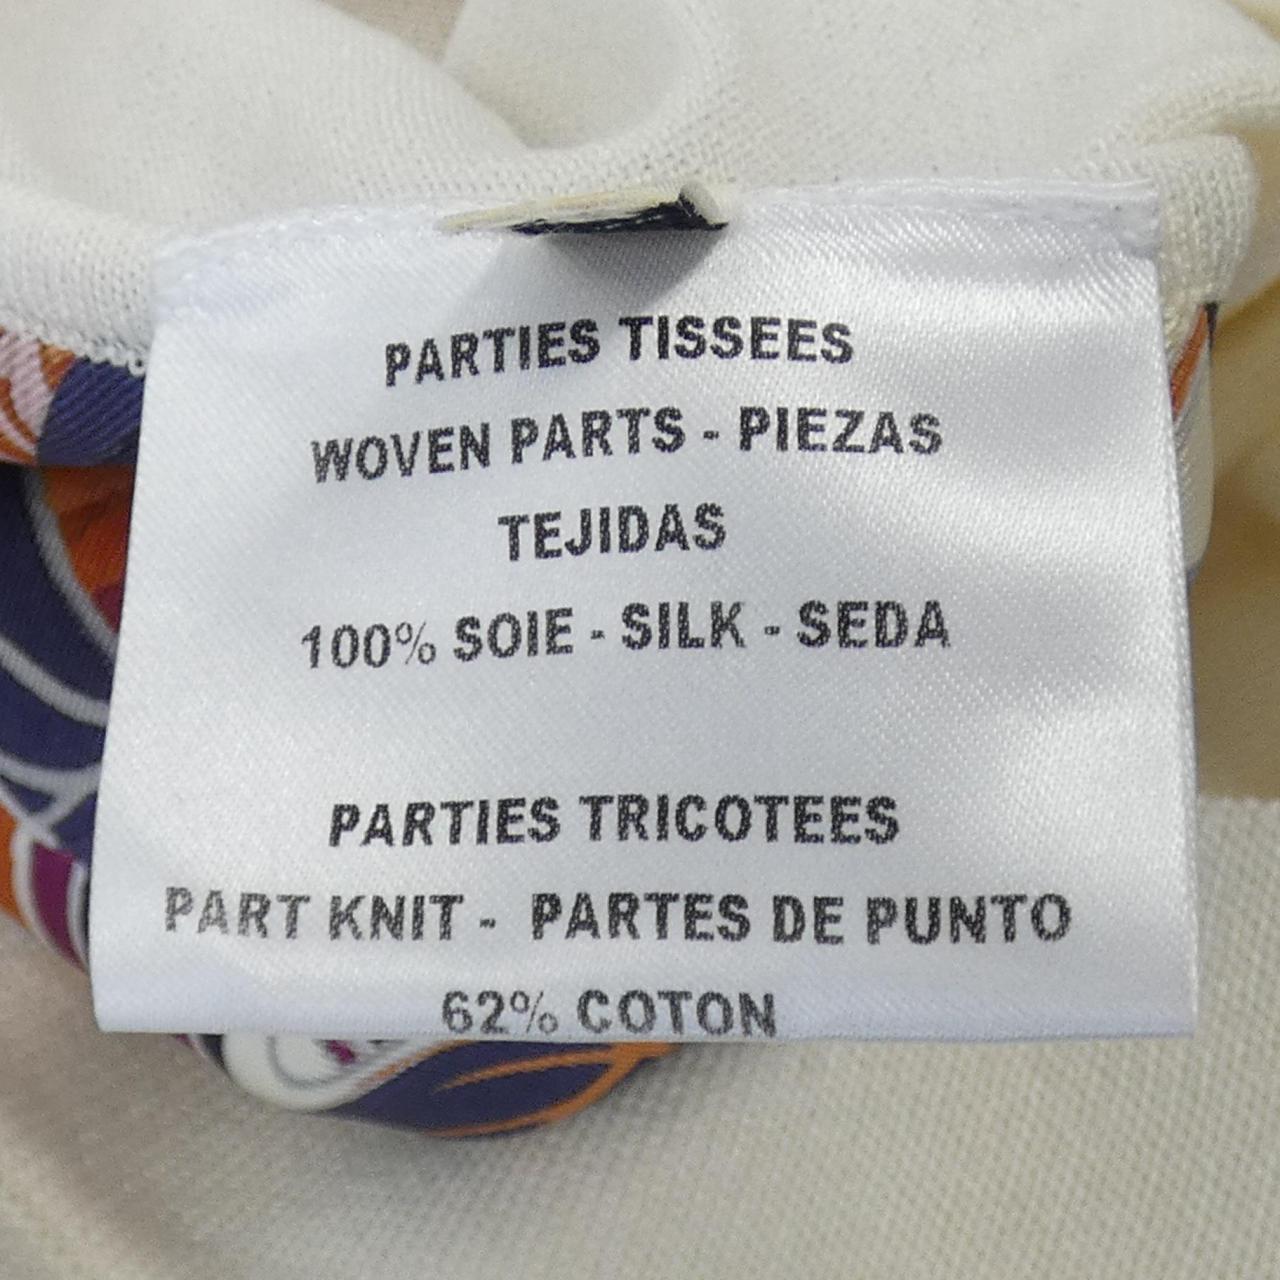 PARTIES TISSEES
WOVEN PARTS - PIEZAS
TEJIDAS
100% SOIE - SILK - SEDA
PARTIES TRICOTEES
PART KNIT - PARTES DE PUNTO
62% COTON